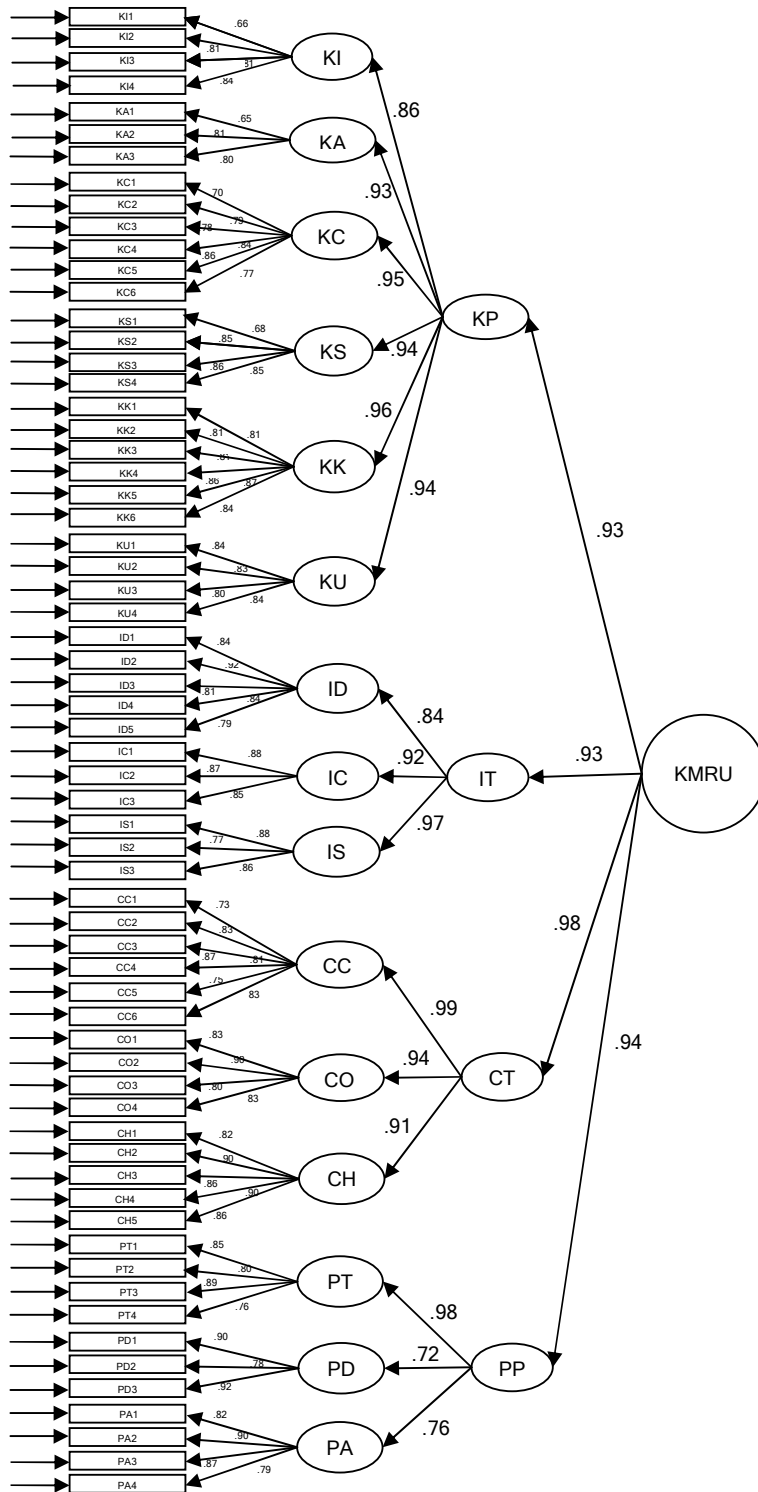 KI1
KI2
KI3
KI4
.66
.81
.81
.84
KI
KA1
KA2
KA3
.65
.81
.80
KA
KC1
KC2
KC3
KC4
KC5
KC6
.70
.79
.78
.84
.86
.77
KC
KS1
KS2
KS3
KS4
.68
.85
.86
.85
KS
KK1
KK2
KK3
KK4
KK5
KK6
.81
.81
.81
.86
.87
.84
KK
KU1
KU2
KU3
KU4
.84
.83
.80
.84
KU
.86
.93
.95
.94
.96
.94
KP
ID1
ID2
ID3
ID4
ID5
.84
.92
.81
.84
.79
ID
IC1
IC2
IC3
.88
.87
.85
IC
IS1
IS2
IS3
.88
.77
.86
IS
.84
.92
.97
IT
CC1
CC2
CC3
CC4
CC5
CC6
.73
.83
.87
.81
.75
83
CC
CO1
CO2
CO3
CO4
.83
.90
.80
83
CO
CH1
CH2
CH3
CH4
CH5
.82
.90
.86
.90
.86
CH
.99
.94
.91
CT
PT1
PT2
PT3
PT4
.85
.80
.89
.76
PT
PD1
PD2
PD3
.90
.78
.92
PD
PA1
PA2
PA3
PA4
.82
.90
.87
.79
PA
.98
.72
.76
PP
.93
.93
.98
.94
KMRU